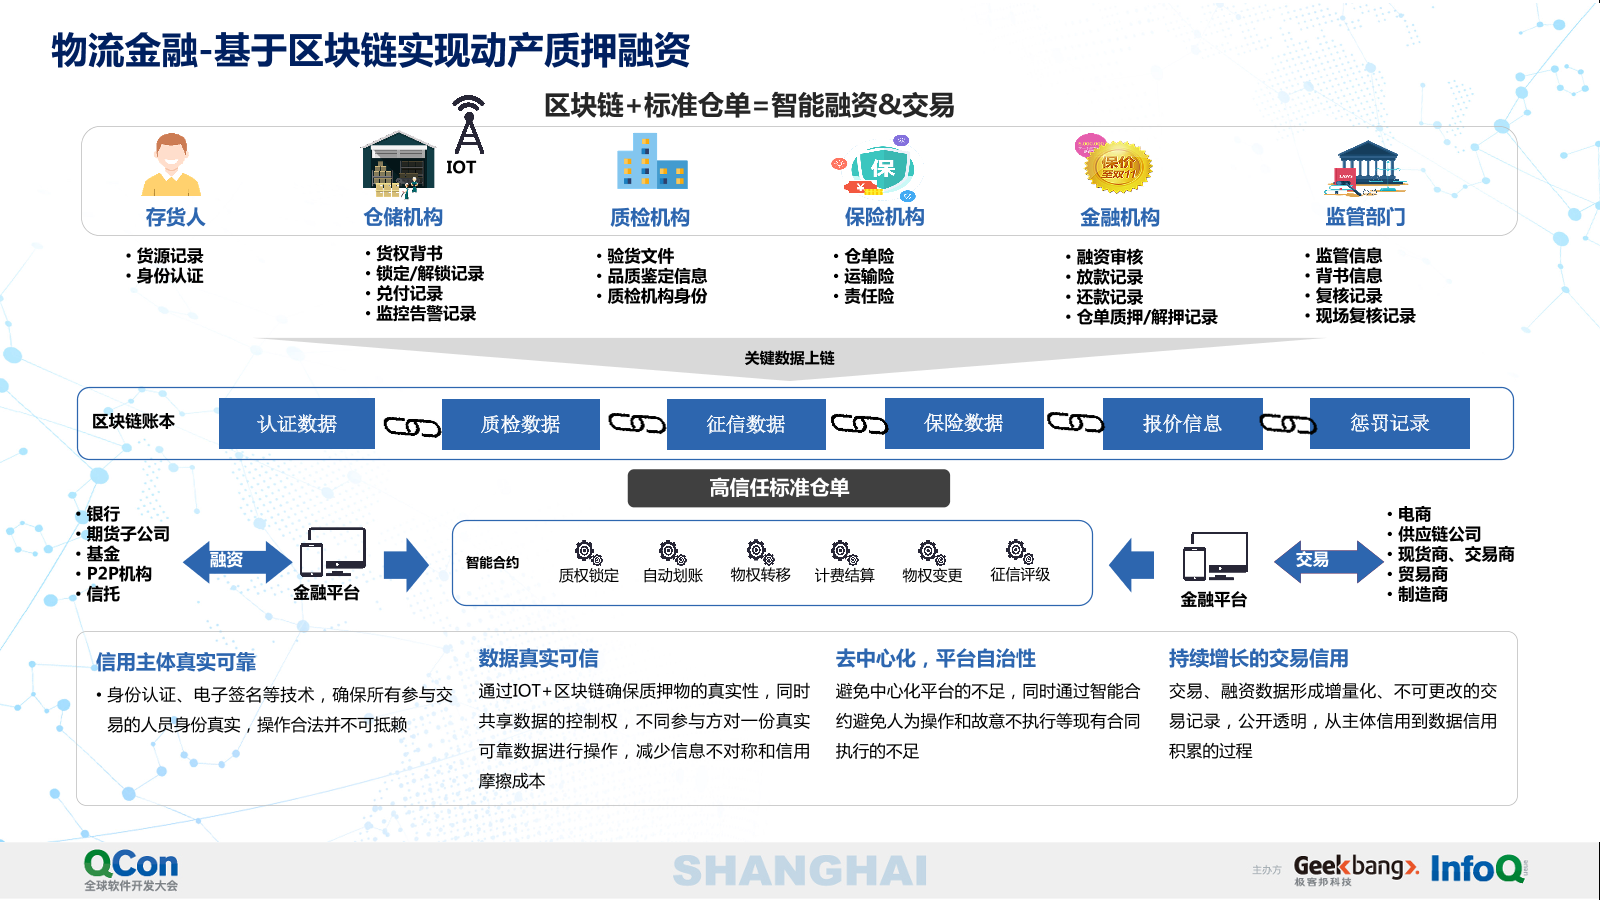 物流金融-基于区块链实现动产质押融资
区块链+标准仓单=智能融资&交易
IOT
保
保价
至双11
存货人
仓储机构
质检机构
保险机构
金融机构
监管部门
• 货源记录
• 身份认证
• 货权背书
• 锁定/解锁记录
• 兑付记录
• 监控告警记录
• 验货文件
• 品质鉴定信息
• 质检机构身份
• 仓单险
• 运输险
• 责任险
• 融资审核
• 放款记录
• 还款记录
• 仓单质押/解押记录
• 监管信息
• 背书信息
• 复核记录
• 现场复核记录
关键数据上链
区块链账本
认证数据
质检数据
征信数据
保险数据
报价信息
惩罚记录
高信任标准仓单
• 银行
• 期货子公司
• 基金
• P2P机构
• 信托
融资
金融平台
智能合约
质权锁定
自动划账
物权转移
计费结算
物权变更
征信评级
金融平台
交易
• 电商
• 供应链公司
• 现货商、交易商
• 贸易商
• 制造商
信用主体真实可靠
• 身份认证、电子签名等技术，确保所有参与交
易的人员身份真实，操作合法并不可抵赖
数据真实可信
通过IOT+区块链确保质押物的真实性，同时
共享数据的控制权，不同参与方对一份真实
可靠数据进行操作，减少信息不对称和信用
摩擦成本
去中心化，平台自治性
避免中心化平台的不足，同时通过智能合
约避免人为操作和故意不执行等现有合同
执行的不足
持续增长的交易信用
交易、融资数据形成增量化、不可更改的交
易记录，公开透明，从主体信用到数据信用
积累的过程
QCon
全球软件开发大会
SHANGHAI
主办方
Geekbang>.
极客邦科技
InfoQ